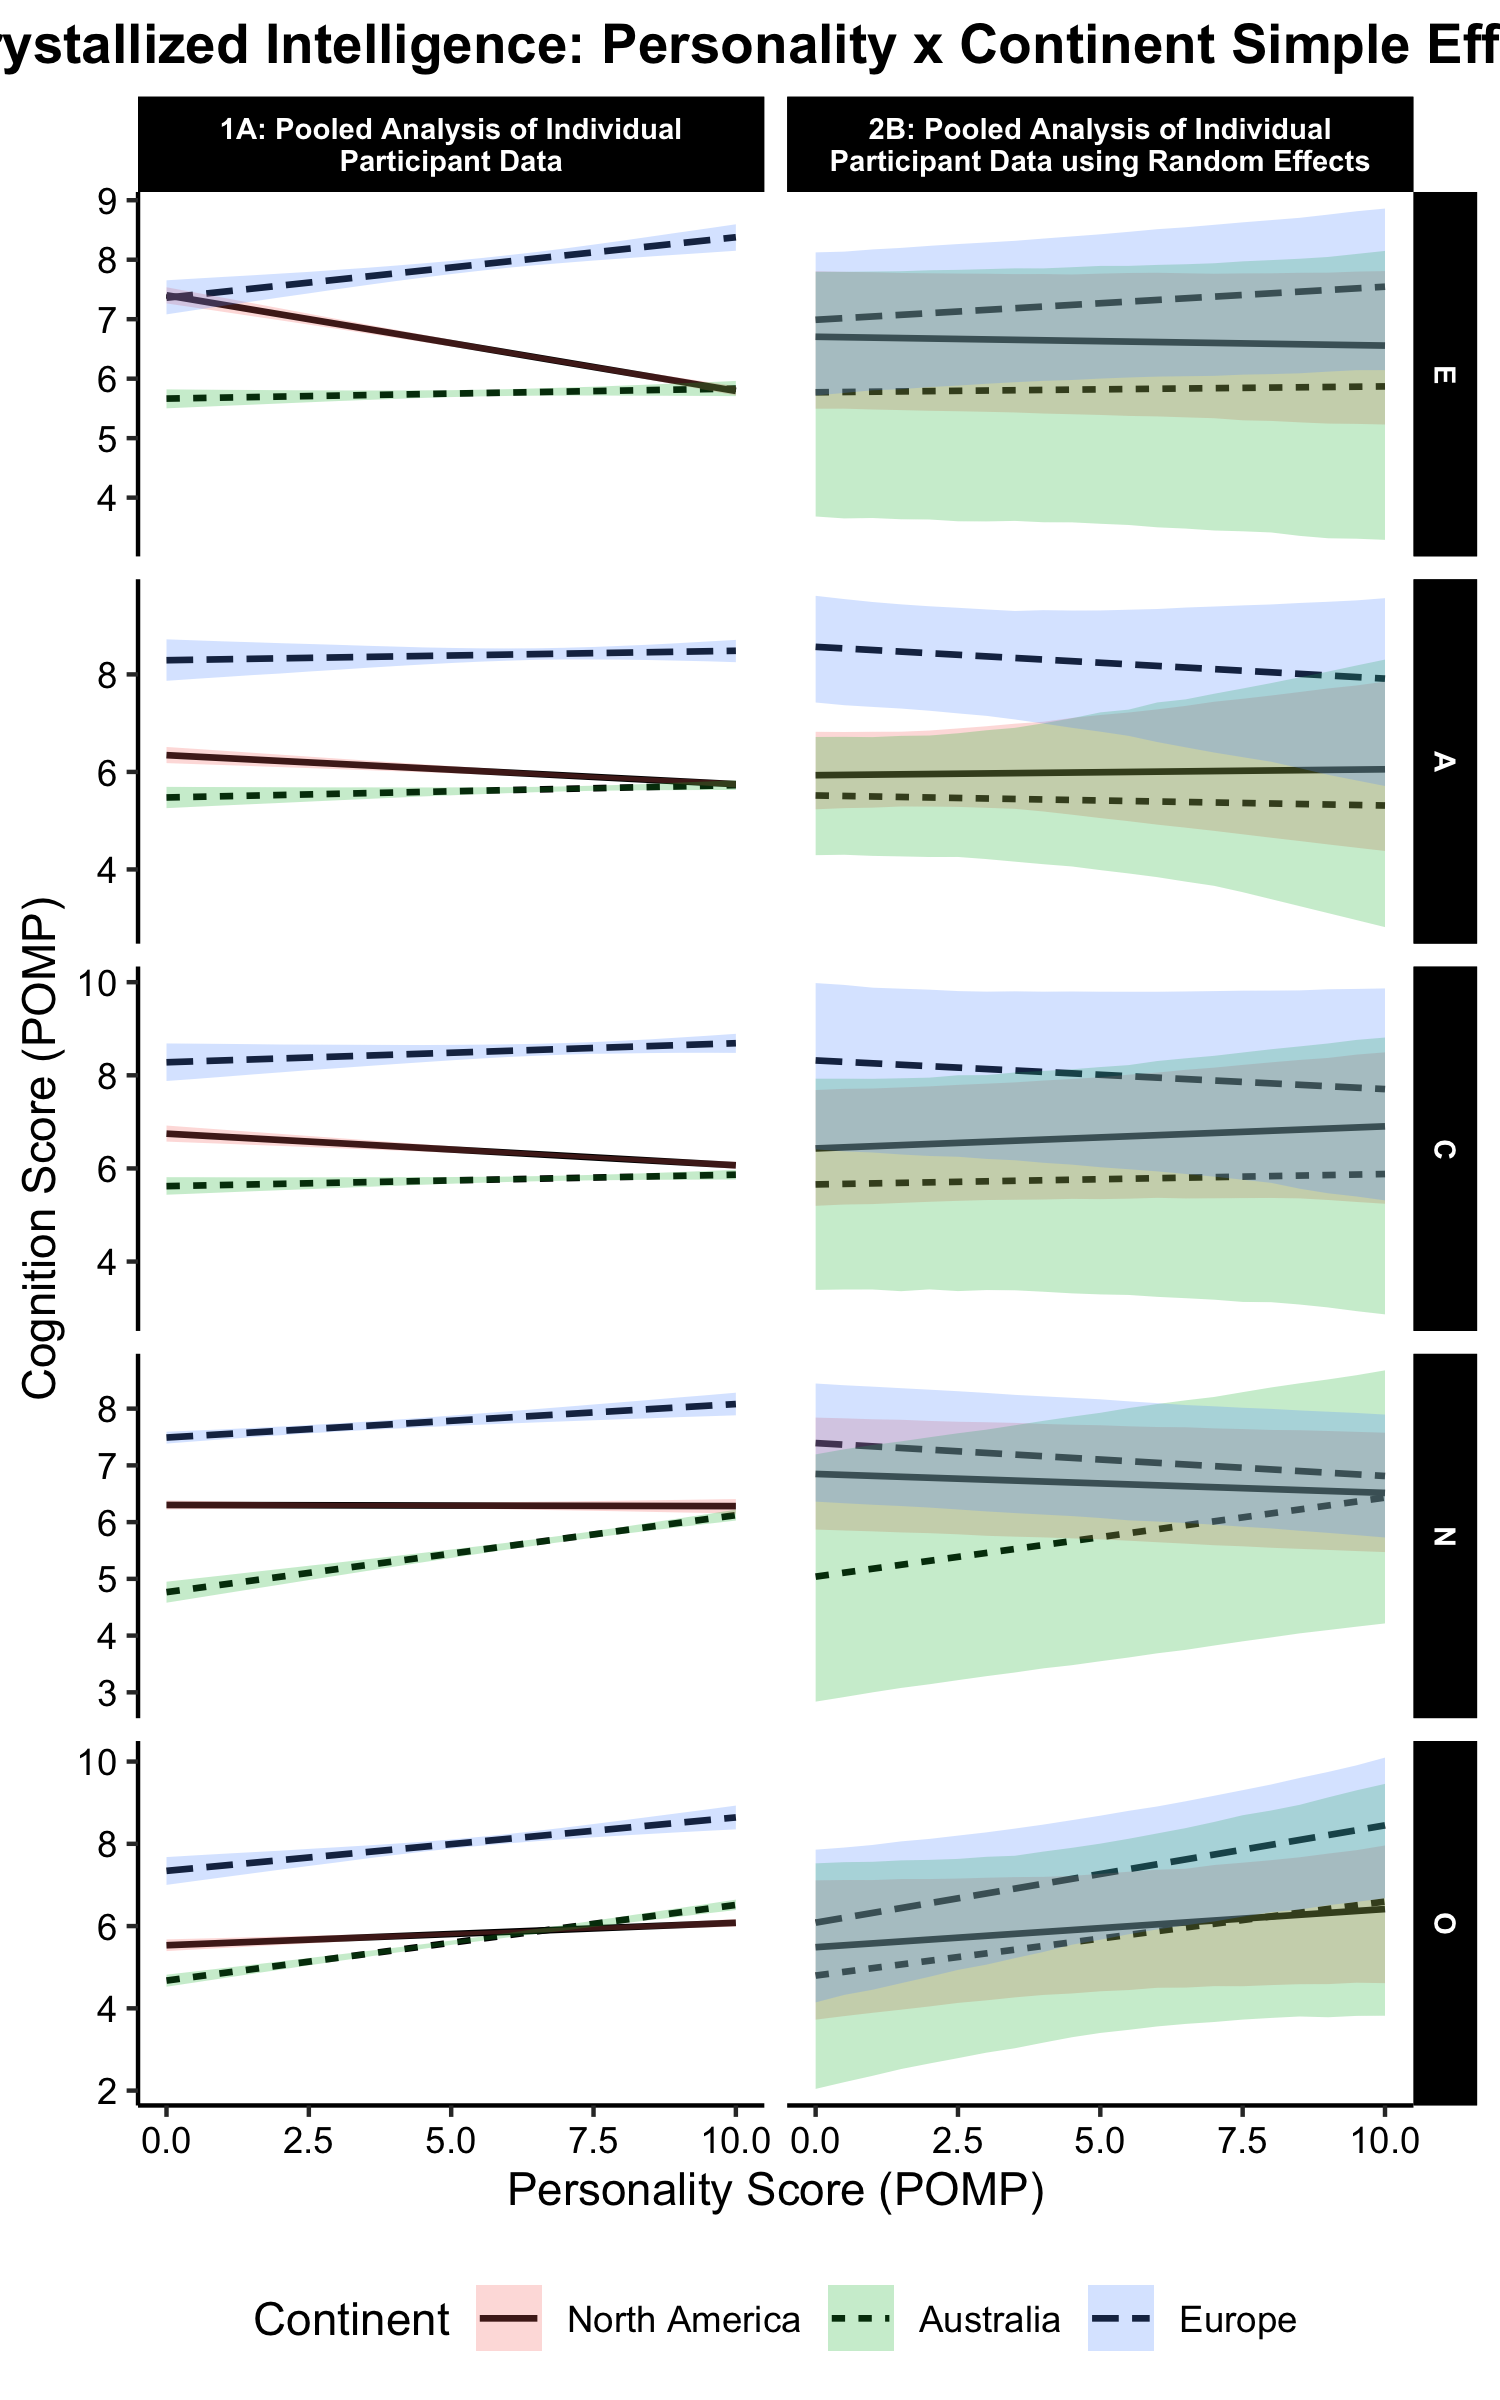 rystallized Intelligence: Personality x Continent Simple Eff
1A: Pooled Analysis of Individual
Participant Data
2B: Pooled Analysis of Individual
Participant Data using Random Effects
9
8
7
6
5
4
E
8
6
4
A
10
8
6
4
C
8
7
6
5
4
3
N
10
8
6
4
2
O
Cognition Score (POMP)
0.0 2.5 5.0 7.5 10.0 0.0 2.5 5.0 7.5 10.0
Personality Score (POMP)
Continent North America Australia Europe